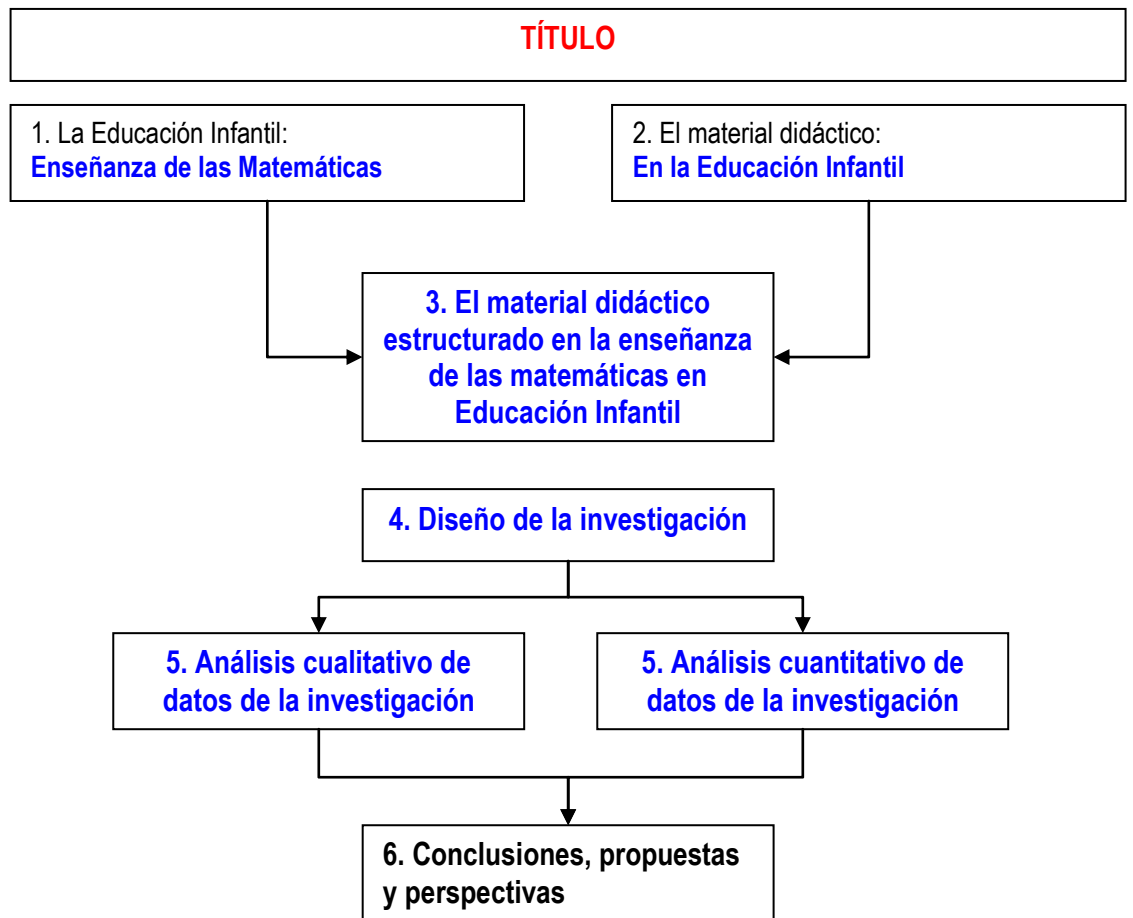 TÍTULO
1. La Educación Infantil:
Enseñanza de las Matemáticas
2. El material didáctico:
En la Educación Infantil
3. El material didáctico
estructurado en la enseñanza
de las matemáticas en
Educación Infantil
4. Diseño de la investigación
5. Análisis cualitativo de
datos de la investigación
5. Análisis cuantitativo de
datos de la investigación
6. Conclusiones, propuestas
y perspectivas